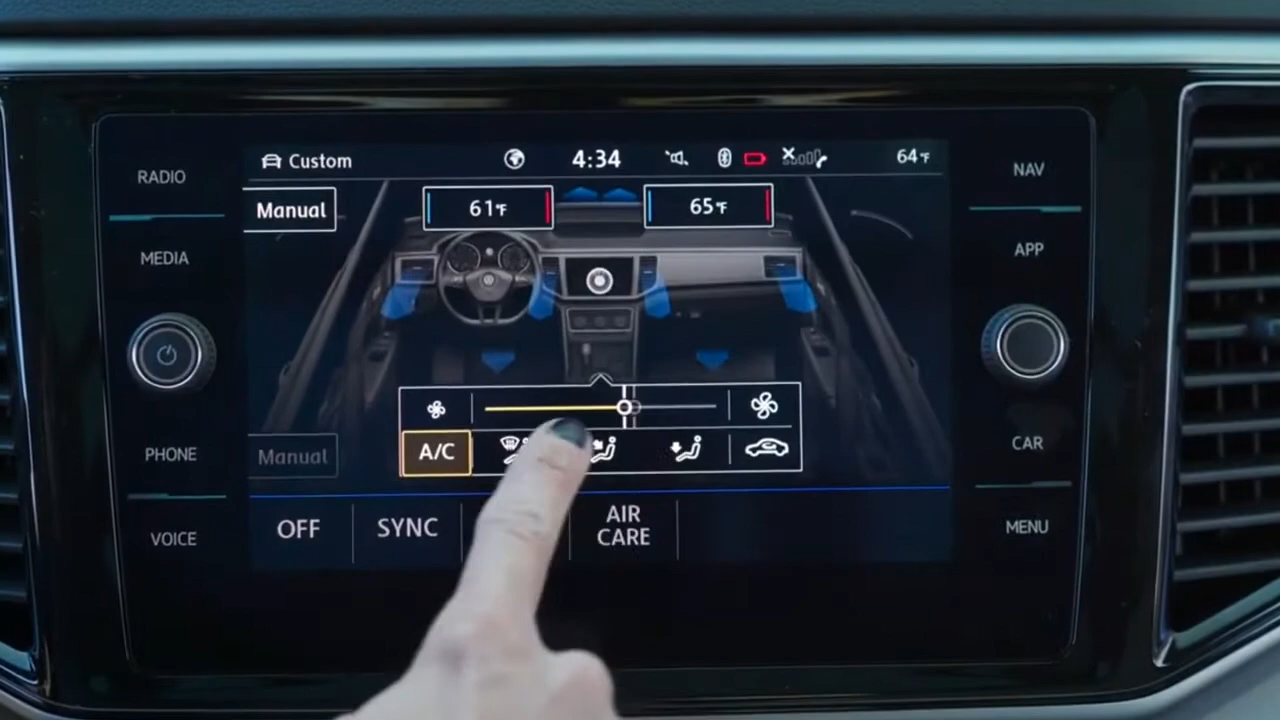 RADIO
MEDIA
PHONE
VOICE
Custom
4:34
64°F
Manual
61°F
65°F
A/C
Manual
OFF
SYNC
AIR
CARE
NAV
APP
CAR
MENU